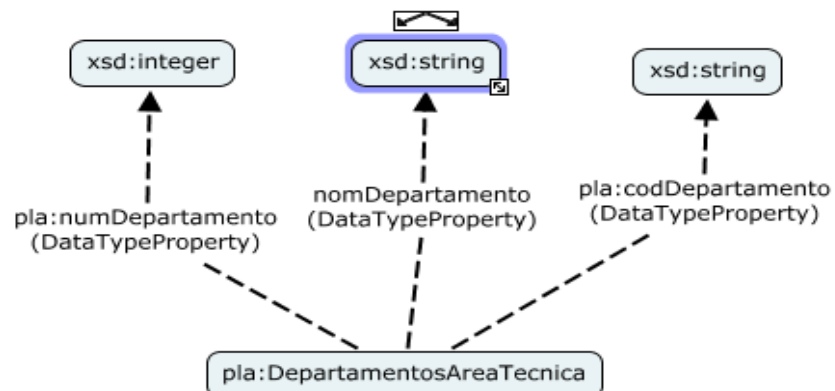 xsd:integer
xsd:string
xsd:string
pla:numDepartamento
(DataTypeProperty)
nomDepartamento
(DataTypeProperty)
pla:codDepartamento
(DataTypeProperty)
pla:DepartamentosAreaTecnica